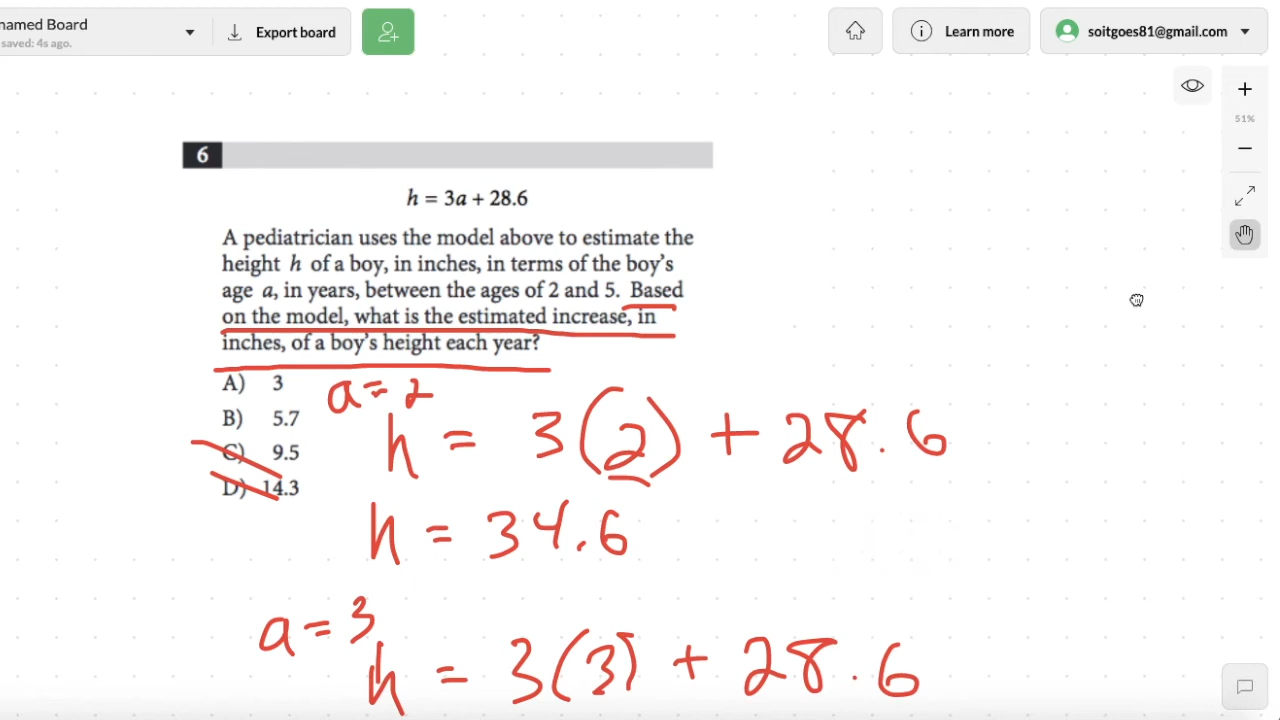 named Board
saved: 4s ago.
Export board
Learn more
soitgoes81@gmail.com
51%
6
h = 3a + 28.6
A pediatrician uses the model above to estimate the
height h of a boy, in inches, in terms of the boy's
age a, in years, between the ages of 2 and 5. Based
on the model, what is the estimated increase, in
inches, of a boy's height each year?
A) 3
B) 5.7
C) 9.5
D) 14.3
a = 2
h = 3(2) + 28.6
h = 34.6
a = 3
h = 3(3) + 28.6